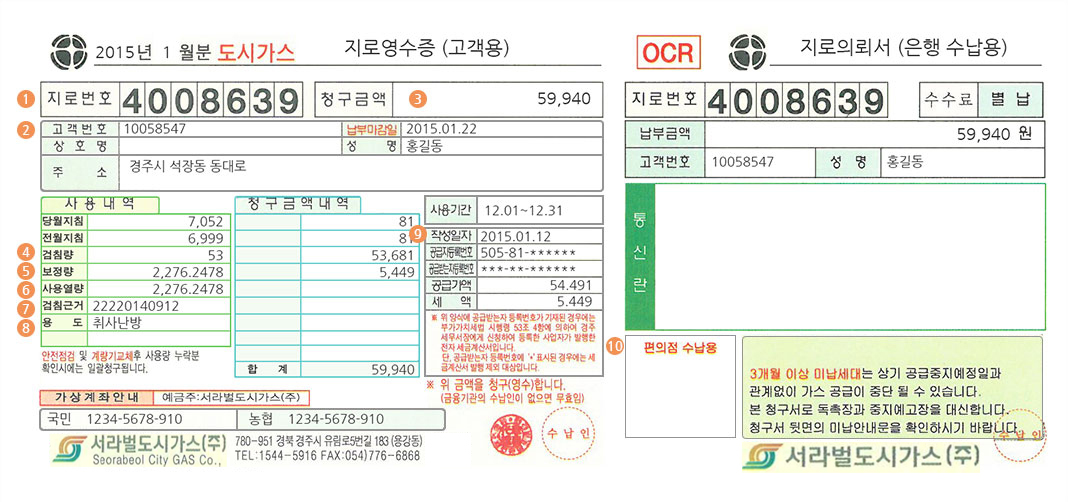 2015년 1 월분 도시가스 지로영수증 (고객용)
1 지로번호 4008639 청구금액 3 59,940
2 고객번호 10058547 납부마감일 2015.01.22
상호명 성 명 홍길동
주 소 경주시 석장동 동대로
사용내역
당월지침 7,052
전월지침 6,999
4 검침량 53
5 보정량 2,276.2478
6 사용열량 2,276.2478
7 검침근거 22220140912
8 용 도 취사난방
안전점검 및 계량기교체후 사용량 누락분
확인시에는 일괄청구됩니다.
청구금액내역
81
81
53,681
5,449
합 계 59,940
사용기간 12.01~12.31
9 작성일자 2015.01.12
공급자등록번호 505-81-******
공급받는자등록번호 ***-**-******
공급가액 54.491
세 액 5.449
※ 위 양식에 공급받는자 등록번호가 기재된 경우에는
부가가치세법 시행령 53조 4항에 의하여 경주
세무서장에게 신청하여 등록한 사업자가 발행한
전자 세금계산서입니다.
단, 공급받는자 등록번호에 '*' 표시된 경우에는 세
금계산서 발행 제외 대상입니다.
※ 위 금액을 청구(영수)합니다.
(금융기관의 수납인이 없으면 무효임)
가상계좌안내 예금주:서라벌도시가스(주)
국민 1234-5678-910 농협 1234-5678-910
서라벌도시가스(주)
Seorabeol City GAS Co.,
780-951 경북 경주시 유림로5번길 183 (용강동)
TEL:1544-5916 FAX:054)776-6868
수납인
OCR 지로의뢰서 (은행 수납용)
지로번호 4008639 수수료 별 납
납부금액 59,940 원
고객번호 10058547 성 명 홍길동
통신란
10 편의점 수납용
3개월 이상 미납세대는 상기 공급중지예정일과
관계없이 가스 공급이 중단 될 수 있습니다.
본 청구서로 독촉장과 중지예고장을 대신합니다.
청구서 뒷면의 미납안내문을 확인하시기 바랍니다.
수납인
서라벌도시가스(주)